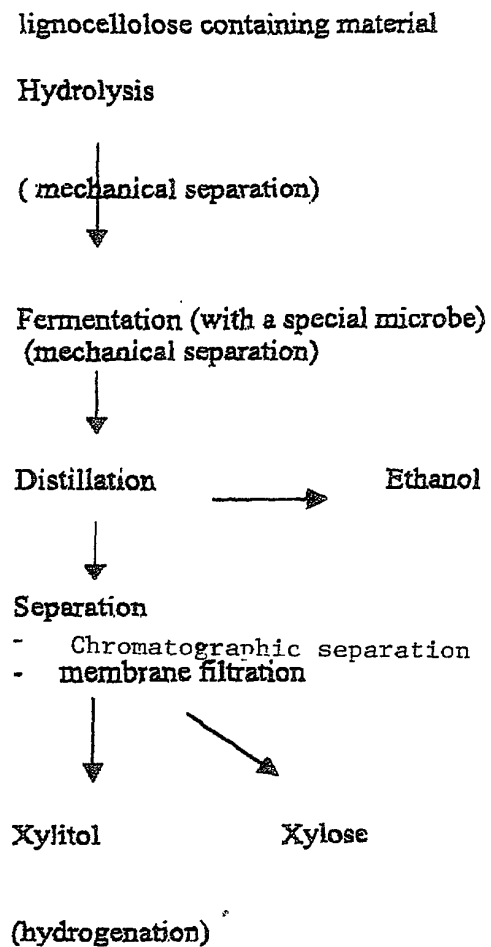 lignocellolose containing material
Hydrolysis
( mechanical separation)
Fermentation (with a special microbe)
(mechanical separation)
Distillation Ethanol
Separation
- Chromatographic separation
- membrane filtration
Xylitol Xylose
(hydrogenation)